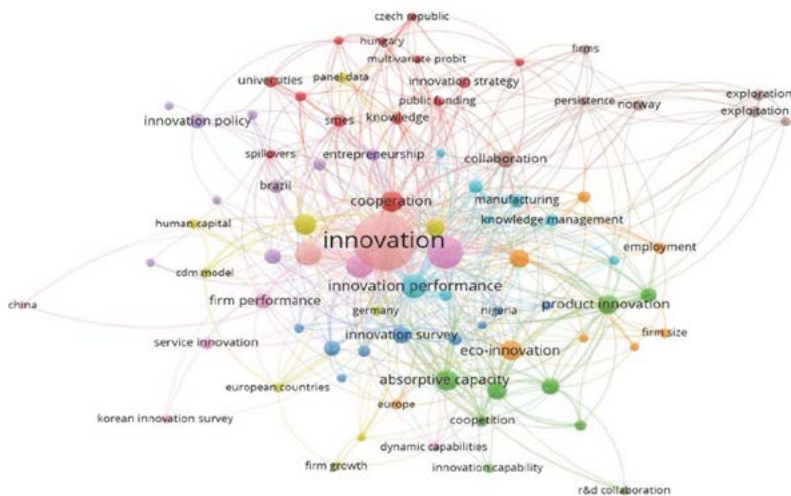 czech republic
hungary
firms
multivariate probit
panel data
universities
innovation strategy
exploration
public funding
persistence
norway
exploitation
innovation policy
smes
knowledge
spillovers
entrepreneurship
collaboration
brazil
cooperation
manufacturing
knowledge management
human capital
innovation
employment
cdm model
innovation performance
china
firm performance
product innovation
germany
nigeria
service innovation
innovation survey
firm size
eco-innovation
absorptive capacity
european countries
europe
korean innovation survey
coopetition
dynamic capabilities
firm growth
innovation capability
r&d collaboration